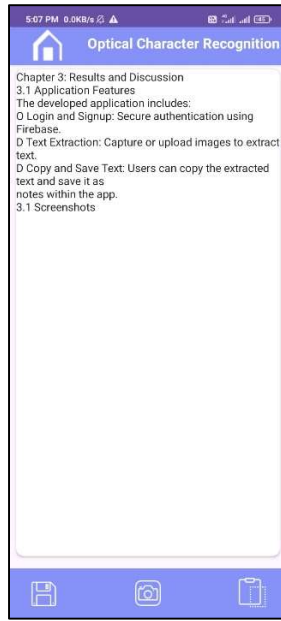 5:07 PM 0.0KB/s
Optical Character Recognition
Chapter 3: Results and Discussion
3.1 Application Features
The developed application includes:
O Login and Signup: Secure authentication using
Firebase.
D Text Extraction: Capture or upload images to extract
text.
D Copy and Save Text: Users can copy the extracted
text and save it as
notes within the app.
3.1 Screenshots